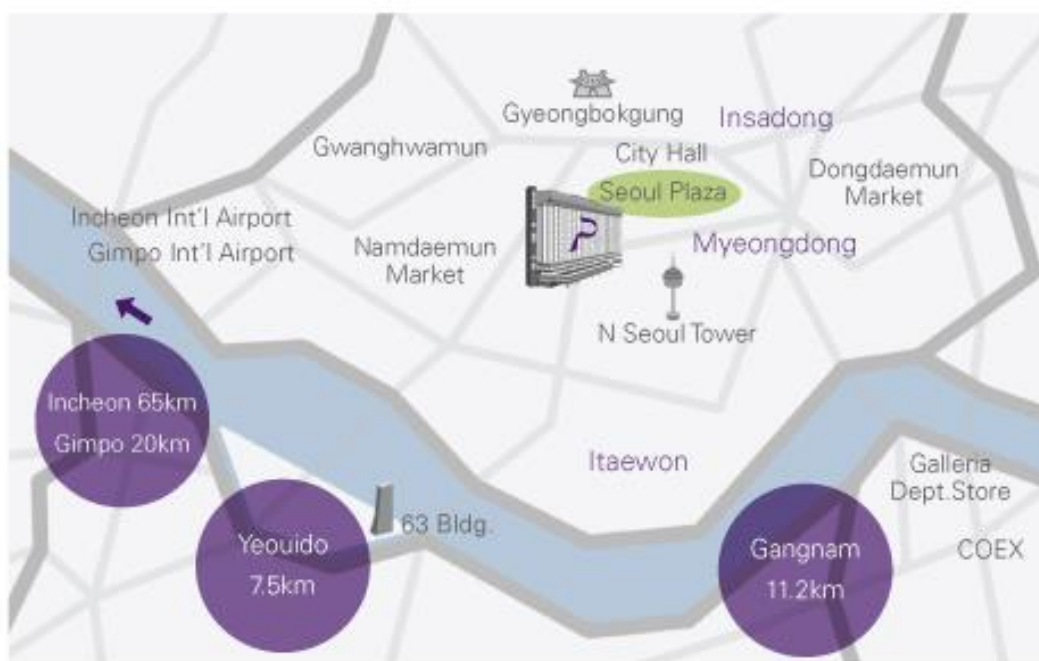 Gyeongbokgung
Insadong
Gwanghwamun
City Hall
Dongdaemun
Market
Seoul Plaza
Incheon Int'l Airport
Gimpo Int'l Airport
Namdaemun
Market
Myeongdong
N Seoul Tower
Incheon 65km
Gimpo 20km
Itaewon
Galleria
Dept.Store
63 Bldg.
Yeouido
7.5km
Gangnam
11.2km
COEX